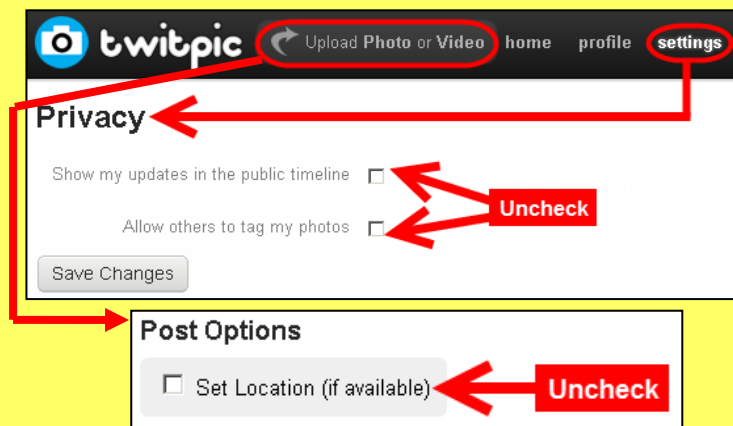 twitpic Upload Photo or Video home profile settings
Privacy
Show my updates in the public timeline
Uncheck
Allow others to tag my photos
Save Changes
Post Options
Set Location (if available) Uncheck